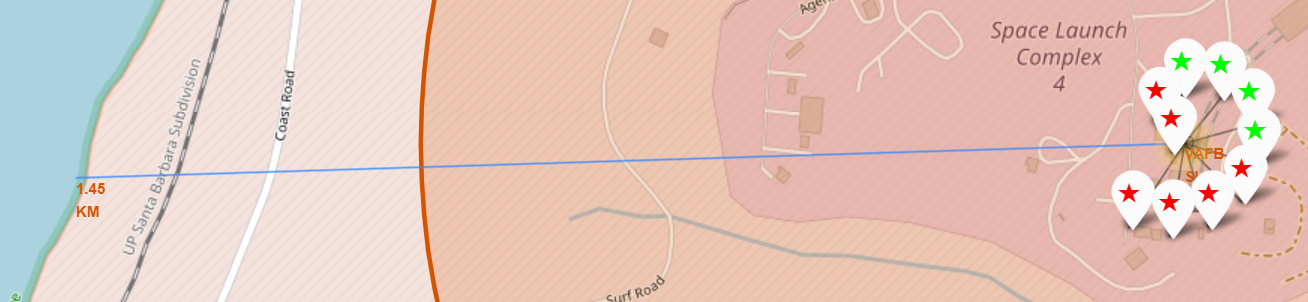 Space Launch
Complex
4
UP Santa Barbara Subdivision
Coast Road
VAFB
1.45
KM
Surf Road